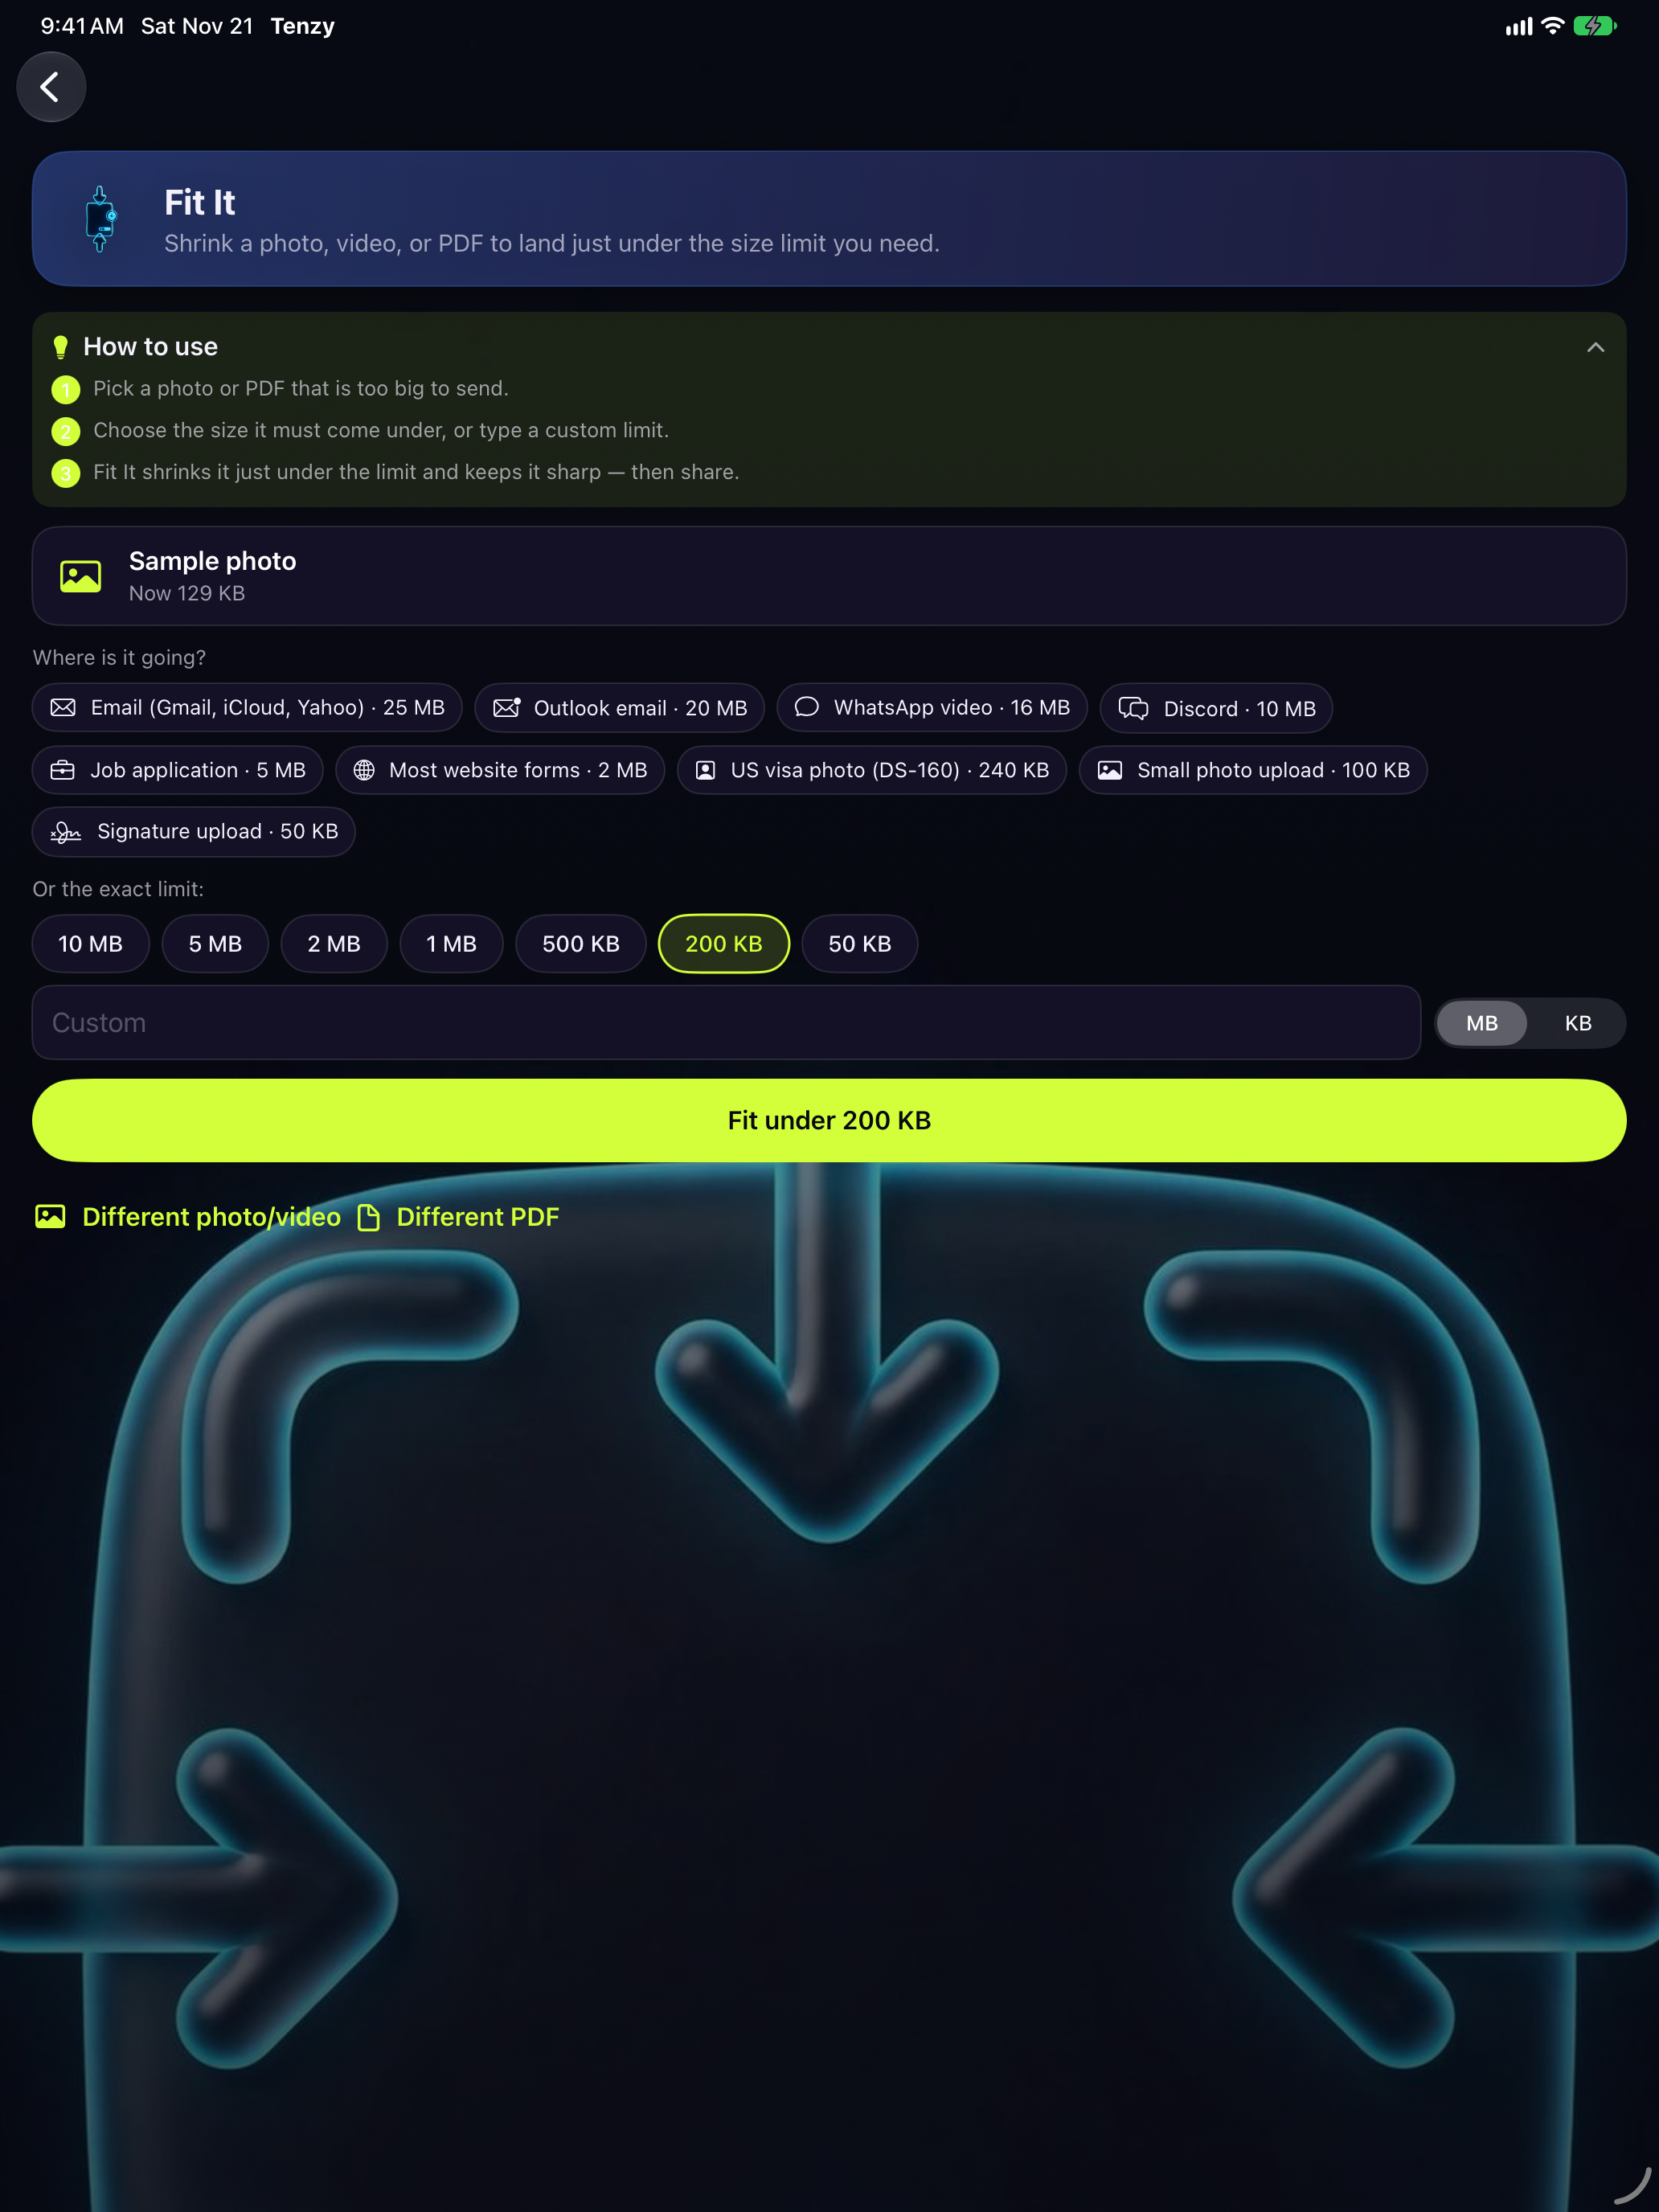 9:41 AM Sat Nov 21 Tenzy
Fit It
Shrink a photo, video, or PDF to land just under the size limit you need.
How to use
1 Pick a photo or PDF that is too big to send.
2 Choose the size it must come under, or type a custom limit.
3 Fit It shrinks it just under the limit and keeps it sharp — then share.
Sample photo
Now 129 KB
Where is it going?
Email (Gmail, iCloud, Yahoo) · 25 MB Outlook email · 20 MB WhatsApp video · 16 MB Discord · 10 MB
Job application · 5 MB Most website forms · 2 MB US visa photo (DS-160) · 240 KB Small photo upload · 100 KB
Signature upload · 50 KB
Or the exact limit:
10 MB 5 MB 2 MB 1 MB 500 KB 200 KB 50 KB
Custom MB KB
Fit under 200 KB
Different photo/video Different PDF